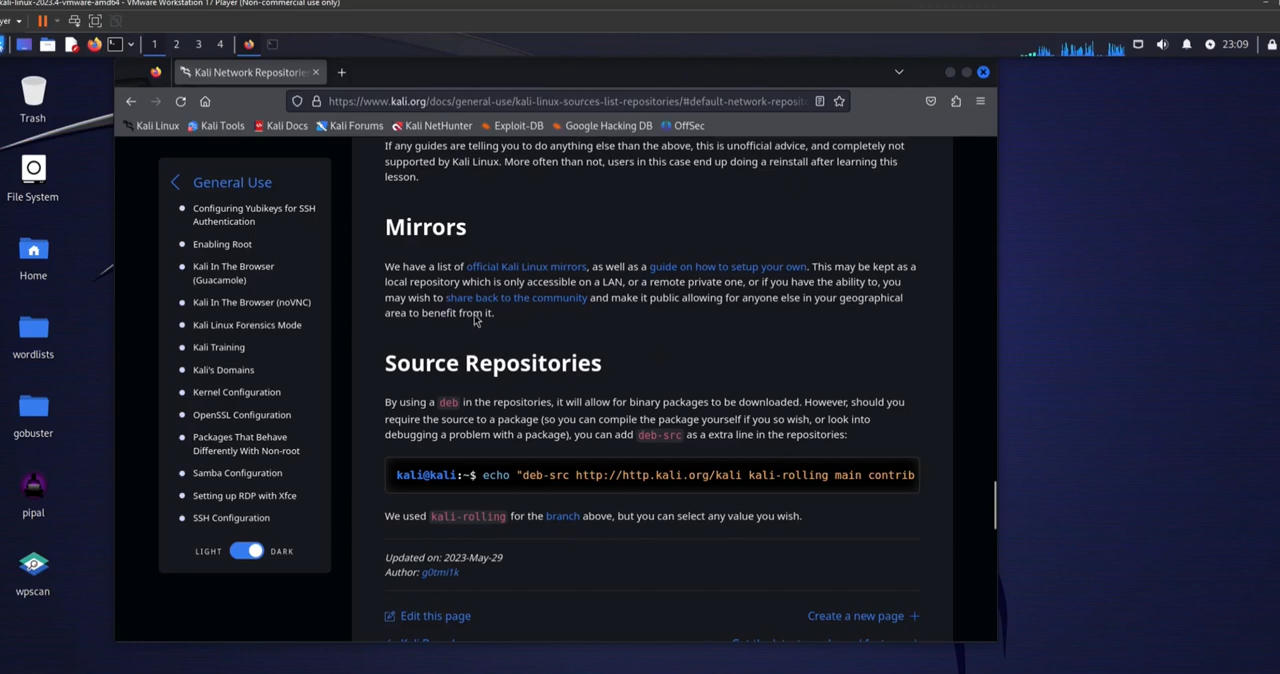 kali-linux-2023.4-vmware-amd64 - VMware Workstation 17 Player (Non-commercial use only)
1 2 3 4
23:09
Kali Network Repositorie
https://www.kali.org/docs/general-use/kali-linux-sources-list-repositories/#default-network-reposit
Kali Linux Kali Tools Kali Docs Kali Forums Kali NetHunter Exploit-DB Google Hacking DB OffSec
Trash
File System
Home
wordlists
gobuster
pipal
wpscan
General Use
Configuring Yubikeys for SSH
Authentication
Enabling Root
Kali In The Browser
(Guacamole)
Kali In The Browser (noVNC)
Kali Linux Forensics Mode
Kali Training
Kali's Domains
Kernel Configuration
OpenSSL Configuration
Packages That Behave
Differently With Non-root
Samba Configuration
Setting up RDP with Xfce
SSH Configuration
LIGHT DARK
If any guides are telling you to do anything else than the above, this is unofficial advice, and completely not
supported by Kali Linux. More often than not, users in this case end up doing a reinstall after learning this
lesson.
Mirrors
We have a list of official Kali Linux mirrors, as well as a guide on how to setup your own. This may be kept as a
local repository which is only accessible on a LAN, or a remote private one, or if you have the ability to, you
may wish to share back to the community and make it public allowing for anyone else in your geographical
area to benefit from it.
Source Repositories
By using a deb in the repositories, it will allow for binary packages to be downloaded. However, should you
require the source to a package (so you can compile the package yourself if you so wish, or look into
debugging a problem with a package), you can add deb-src as a extra line in the repositories:
kali@kali:~$ echo "deb-src http://http.kali.org/kali kali-rolling main contrib
We used kali-rolling for the branch above, but you can select any value you wish.
Updated on: 2023-May-29
Author: g0tmi1k
Edit this page
Create a new page +